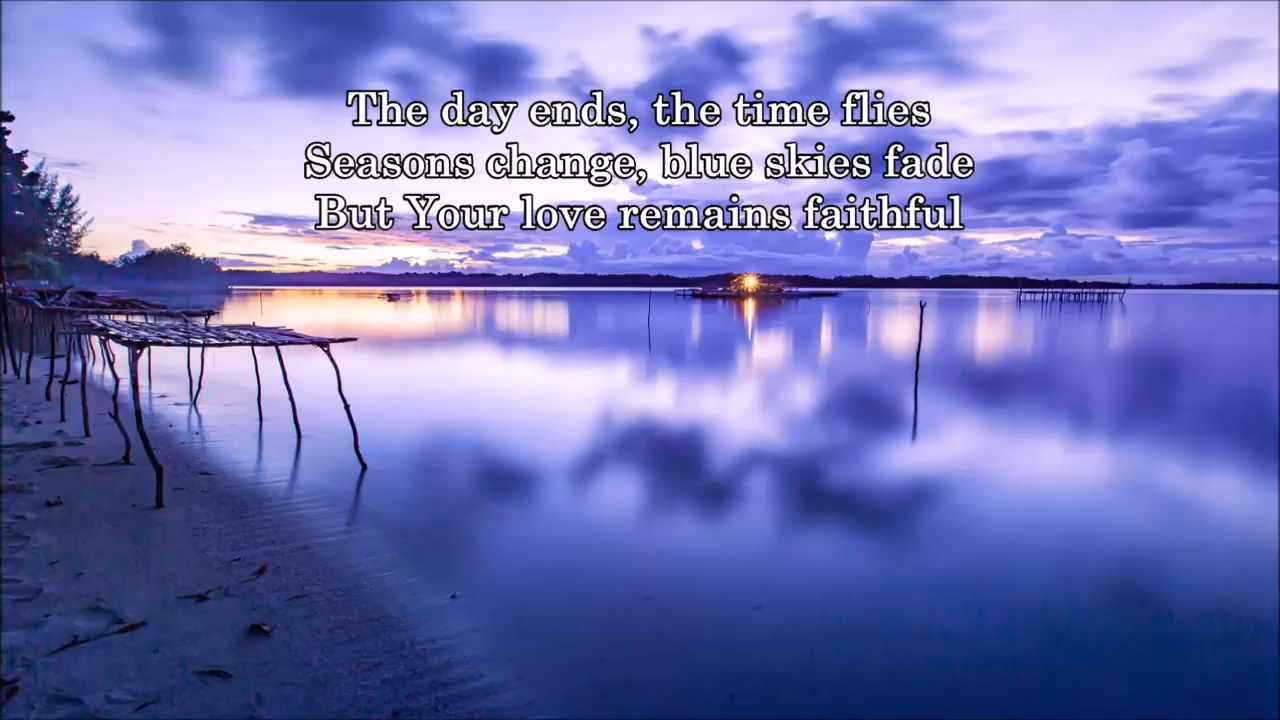 The day ends, the time flies
Seasons change, blue skies fade
But Your love remains faithful